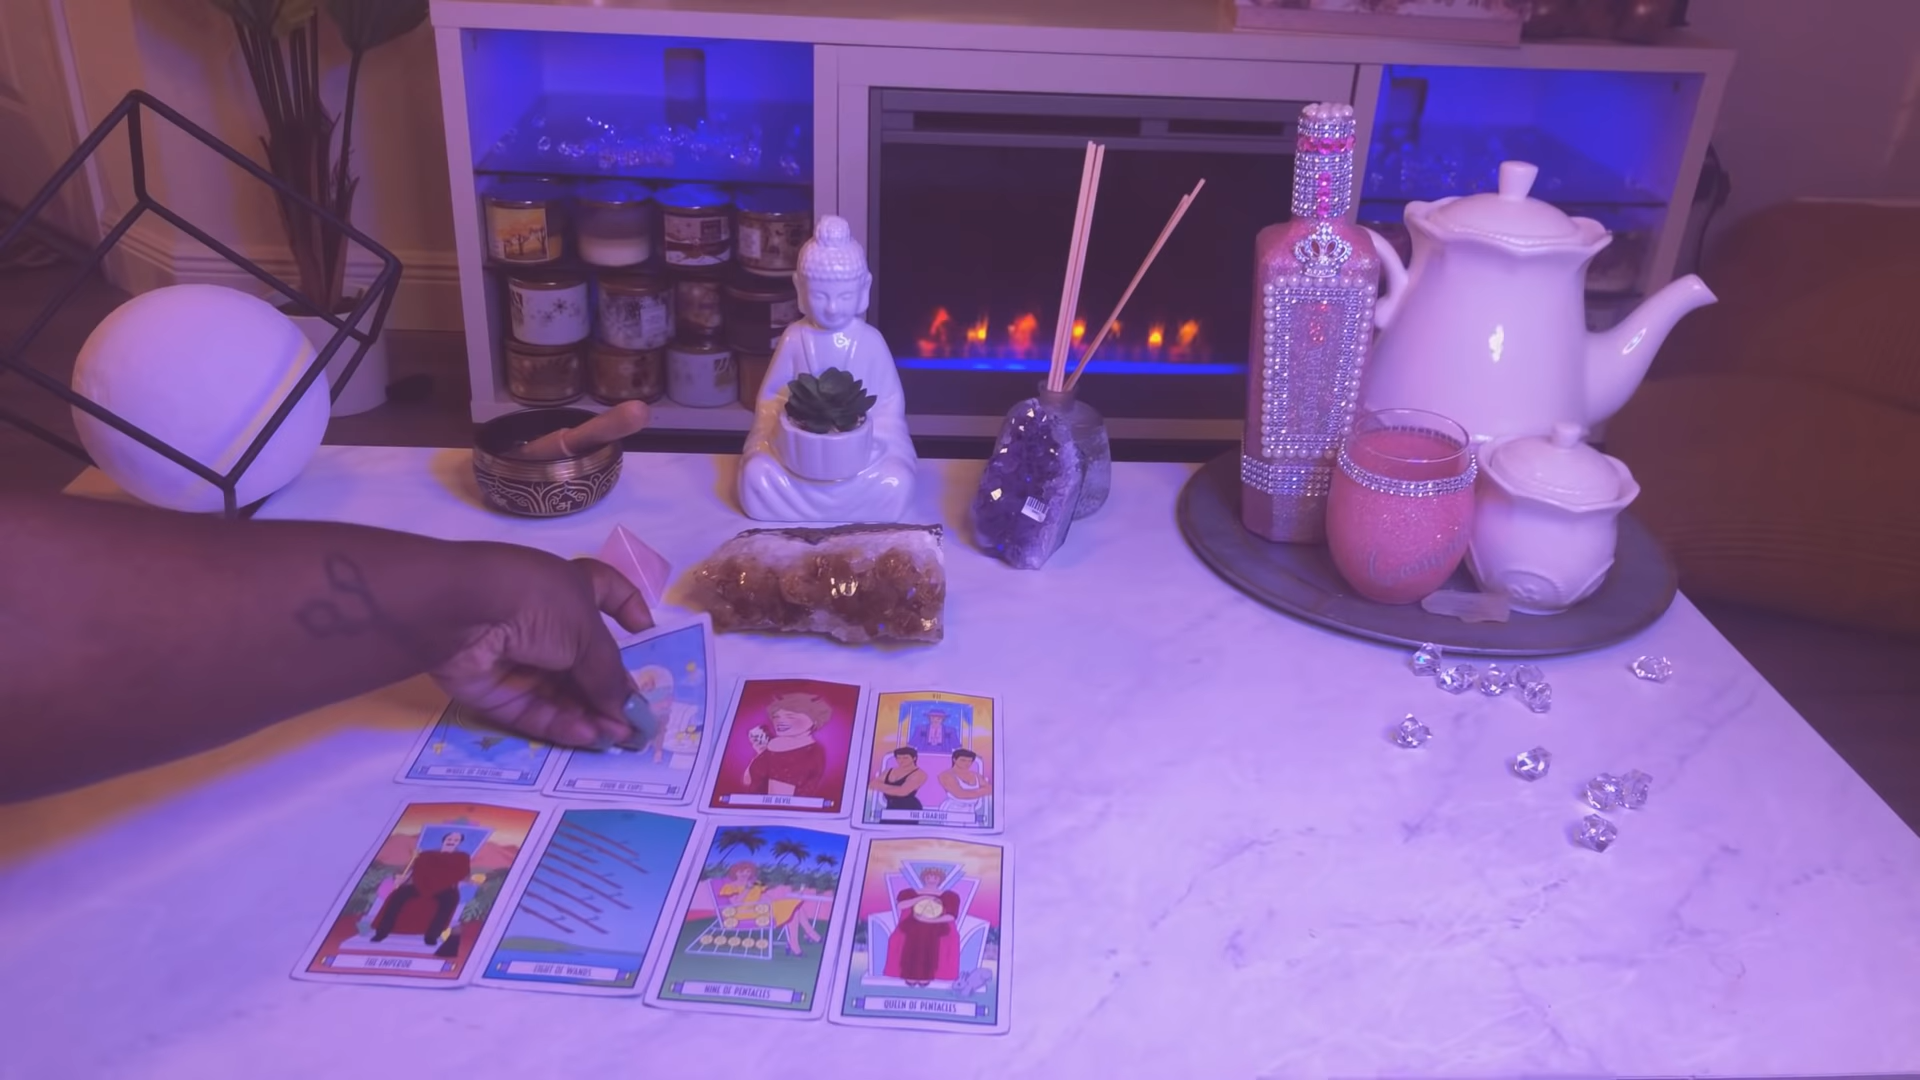 WHEEL OF FORTUNE
FOUR OF CUPS
THE DEVIL
VII
THE CHARIOT
THE EMPEROR
EIGHT OF WANDS
NINE OF PENTACLES
QUEEN OF PENTACLES